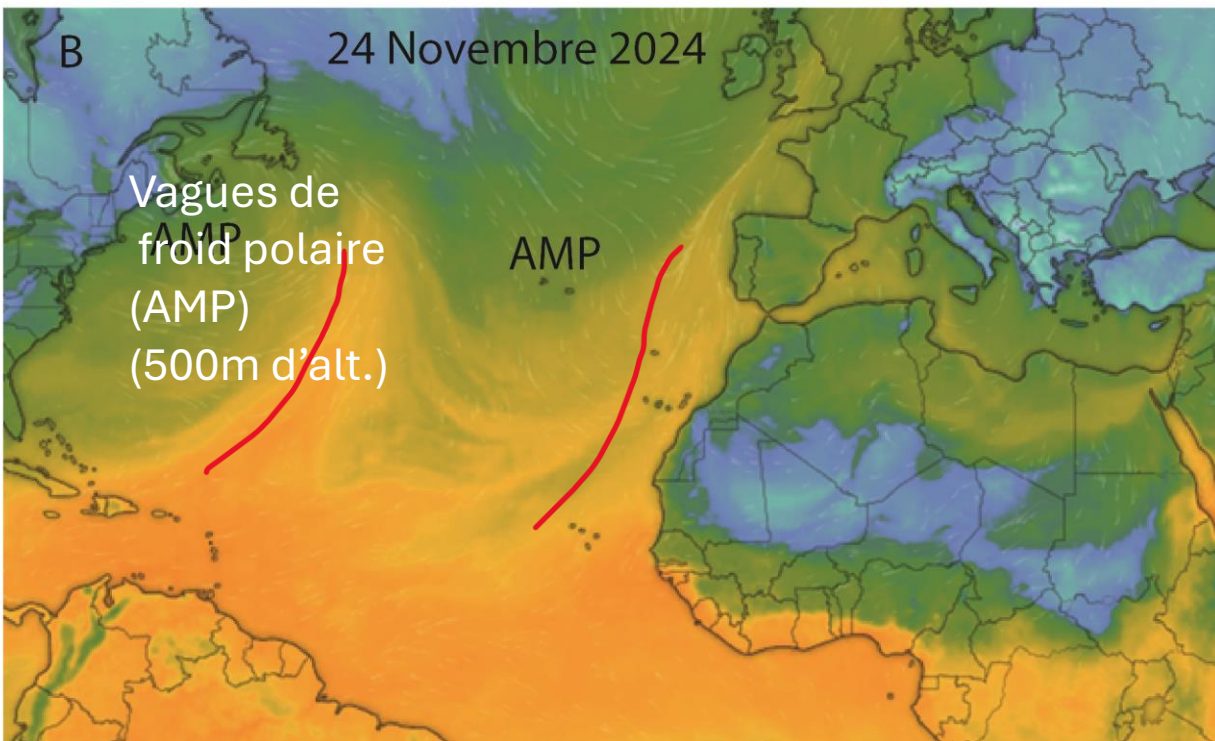 B
24 Novembre 2024
Vagues de
AMP
froid polaire
(AMP)
(500m d’alt.)
AMP